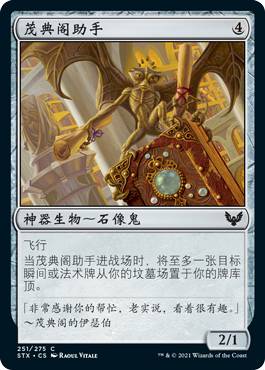 茂典阁助手 4
神器生物～石像鬼
飞行
当茂典阁助手进战场时，将至多一张目标
瞬间或法术牌从你的坟墓场置于你的牌库
顶。
「非常感谢你的帮忙，老实说，看着很有趣。」
～茂典阁的伊瑟伯
2/1
251/275 C
STX • CS RAOUL VITALE
™ & © 2021 Wizards of the Coast